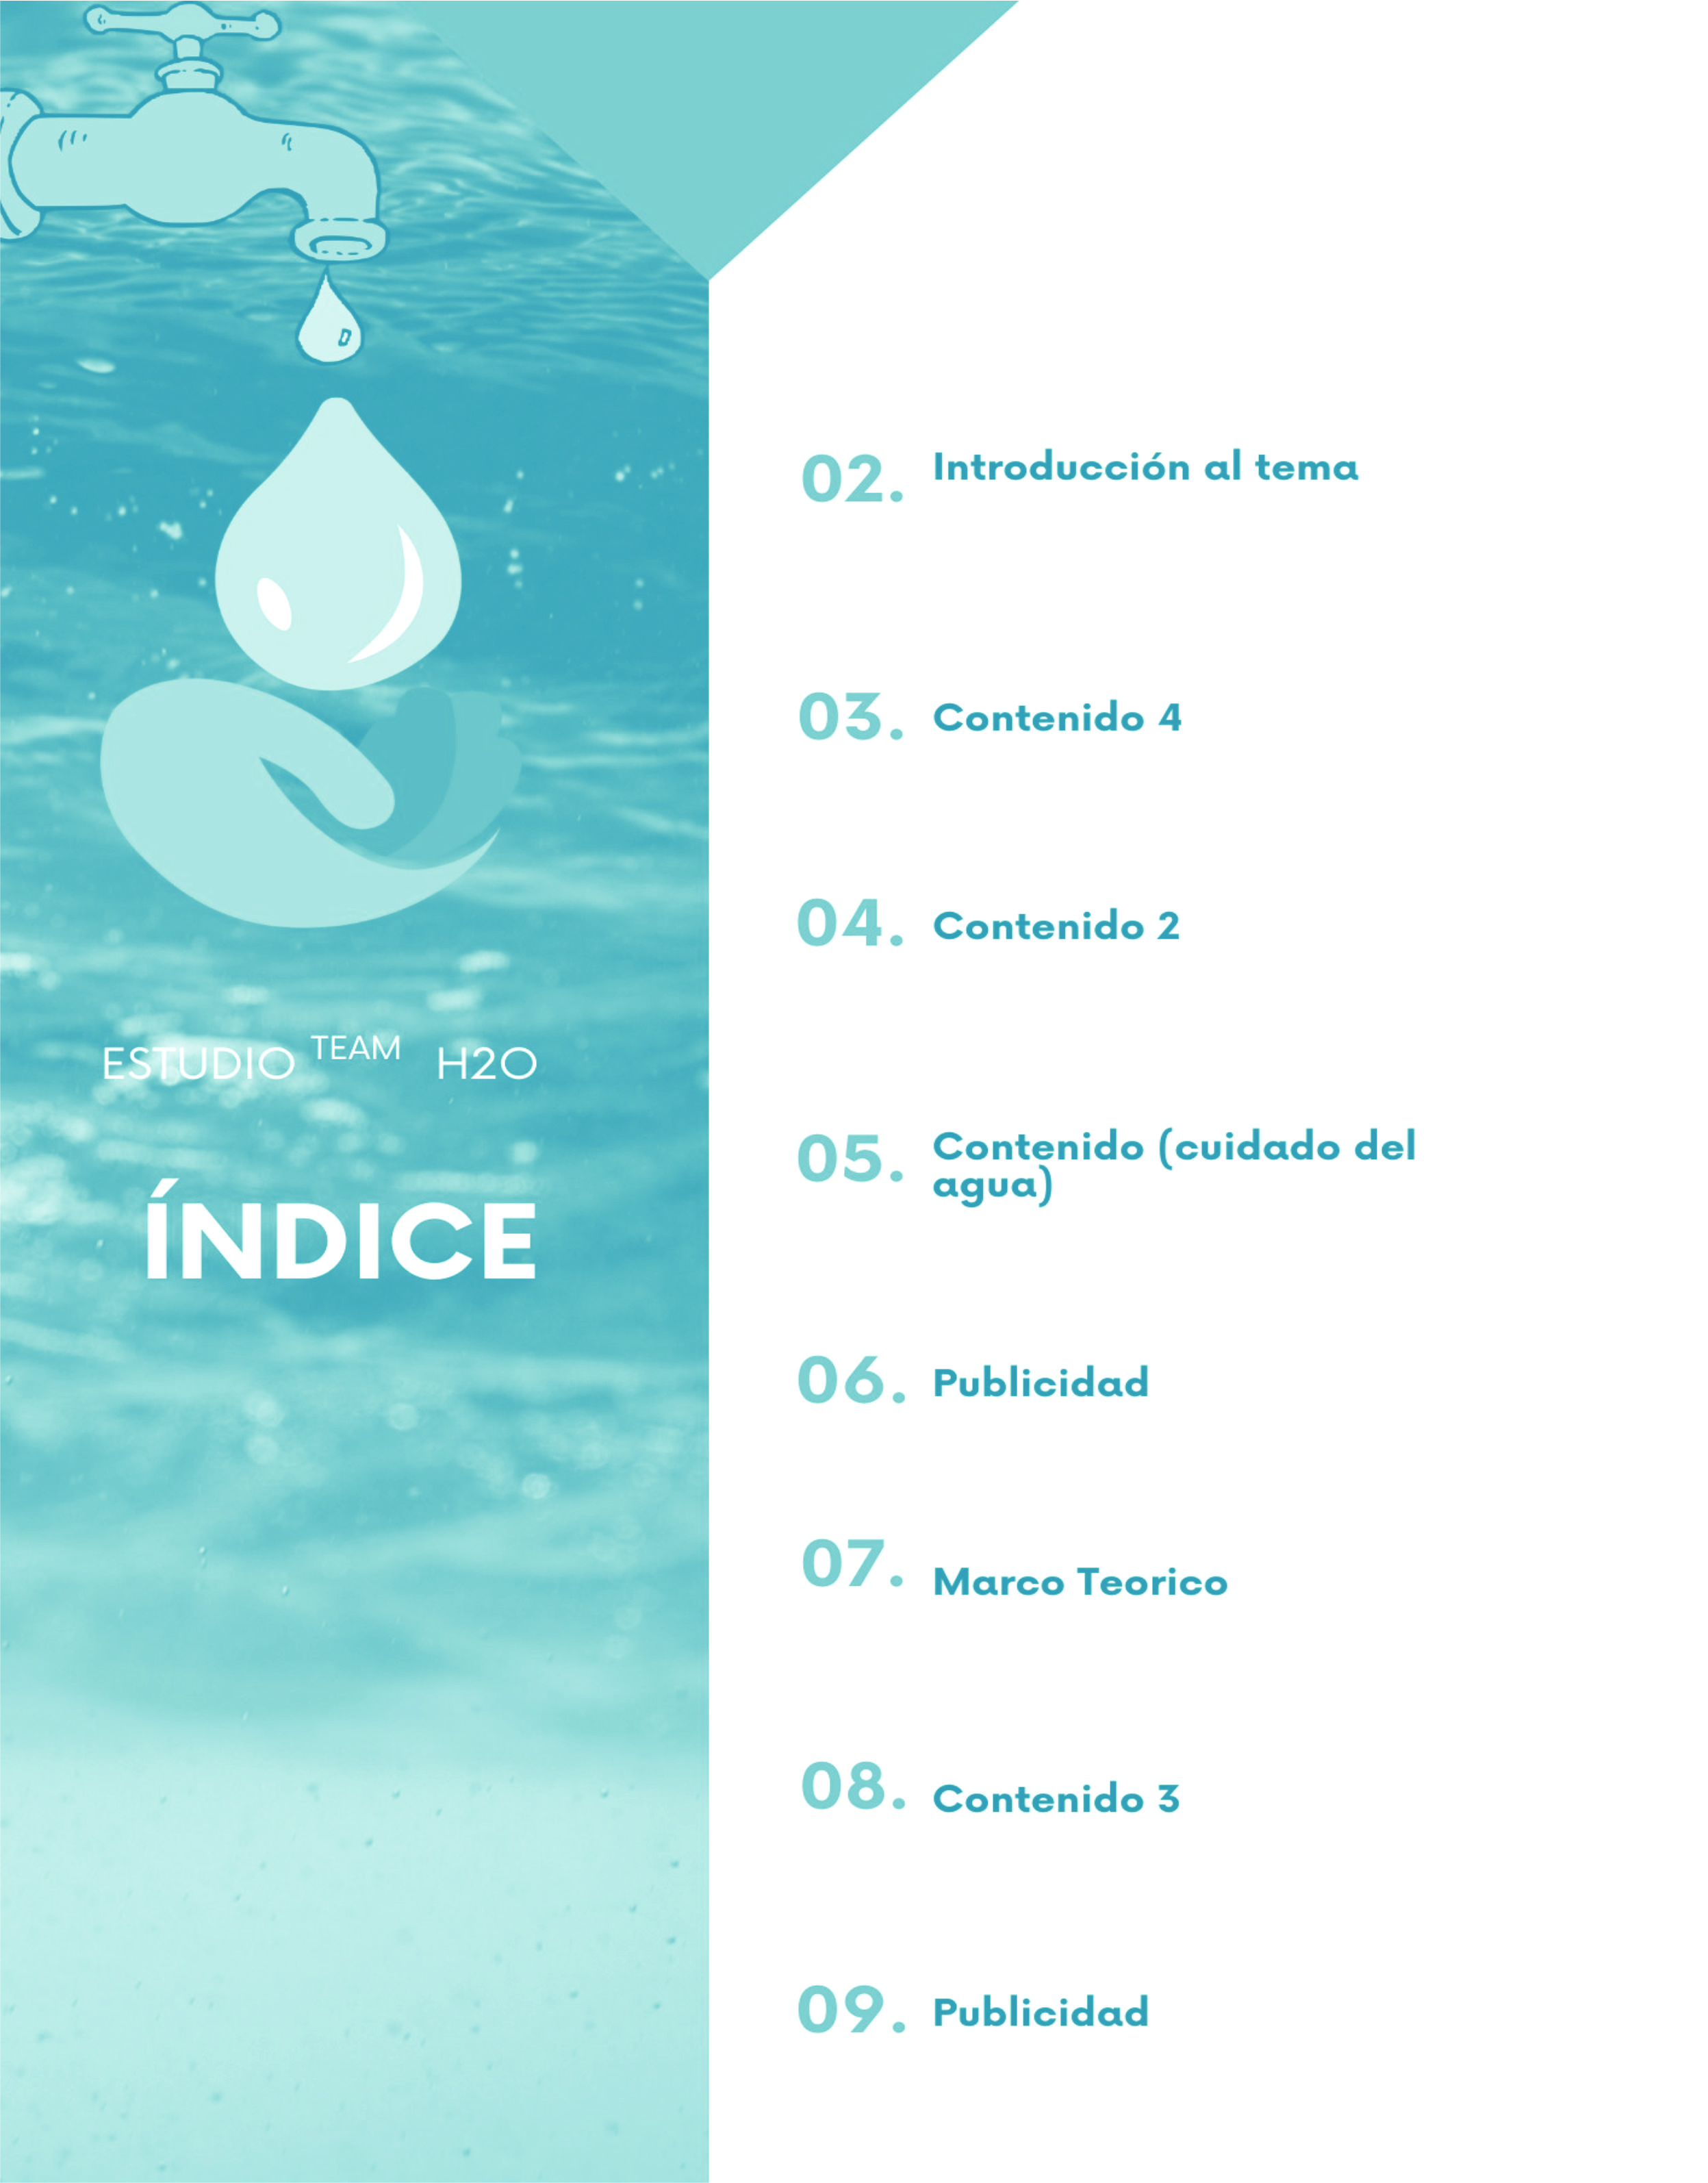 ESTUDIO TEAM H2O
ÍNDICE
02. Introducción al tema
03. Contenido 4
04. Contenido 2
05. Contenido (cuidado del
agua)
06. Publicidad
07. Marco Teorico
08. Contenido 3
09. Publicidad